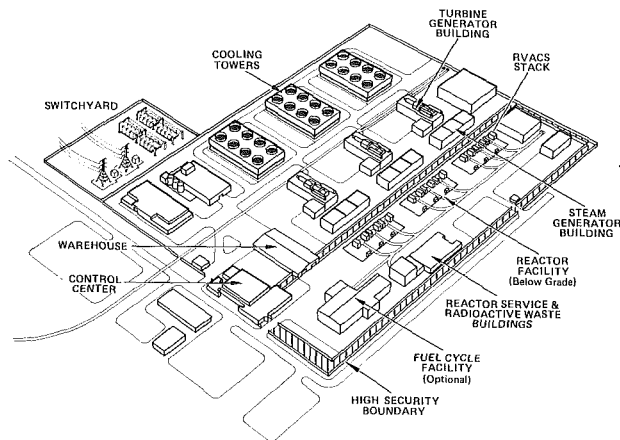 TURBINE
GENERATOR
BUILDING
RVACS
STACK
COOLING
TOWERS
SWITCHYARD
STEAM
GENERATOR
BUILDING
WAREHOUSE
REACTOR
FACILITY
(Below Grade)
CONTROL
CENTER
REACTOR SERVICE &
RADIOACTIVE WASTE
BUILDINGS
FUEL CYCLE
FACILITY
(Optional)
HIGH SECURITY
BOUNDARY